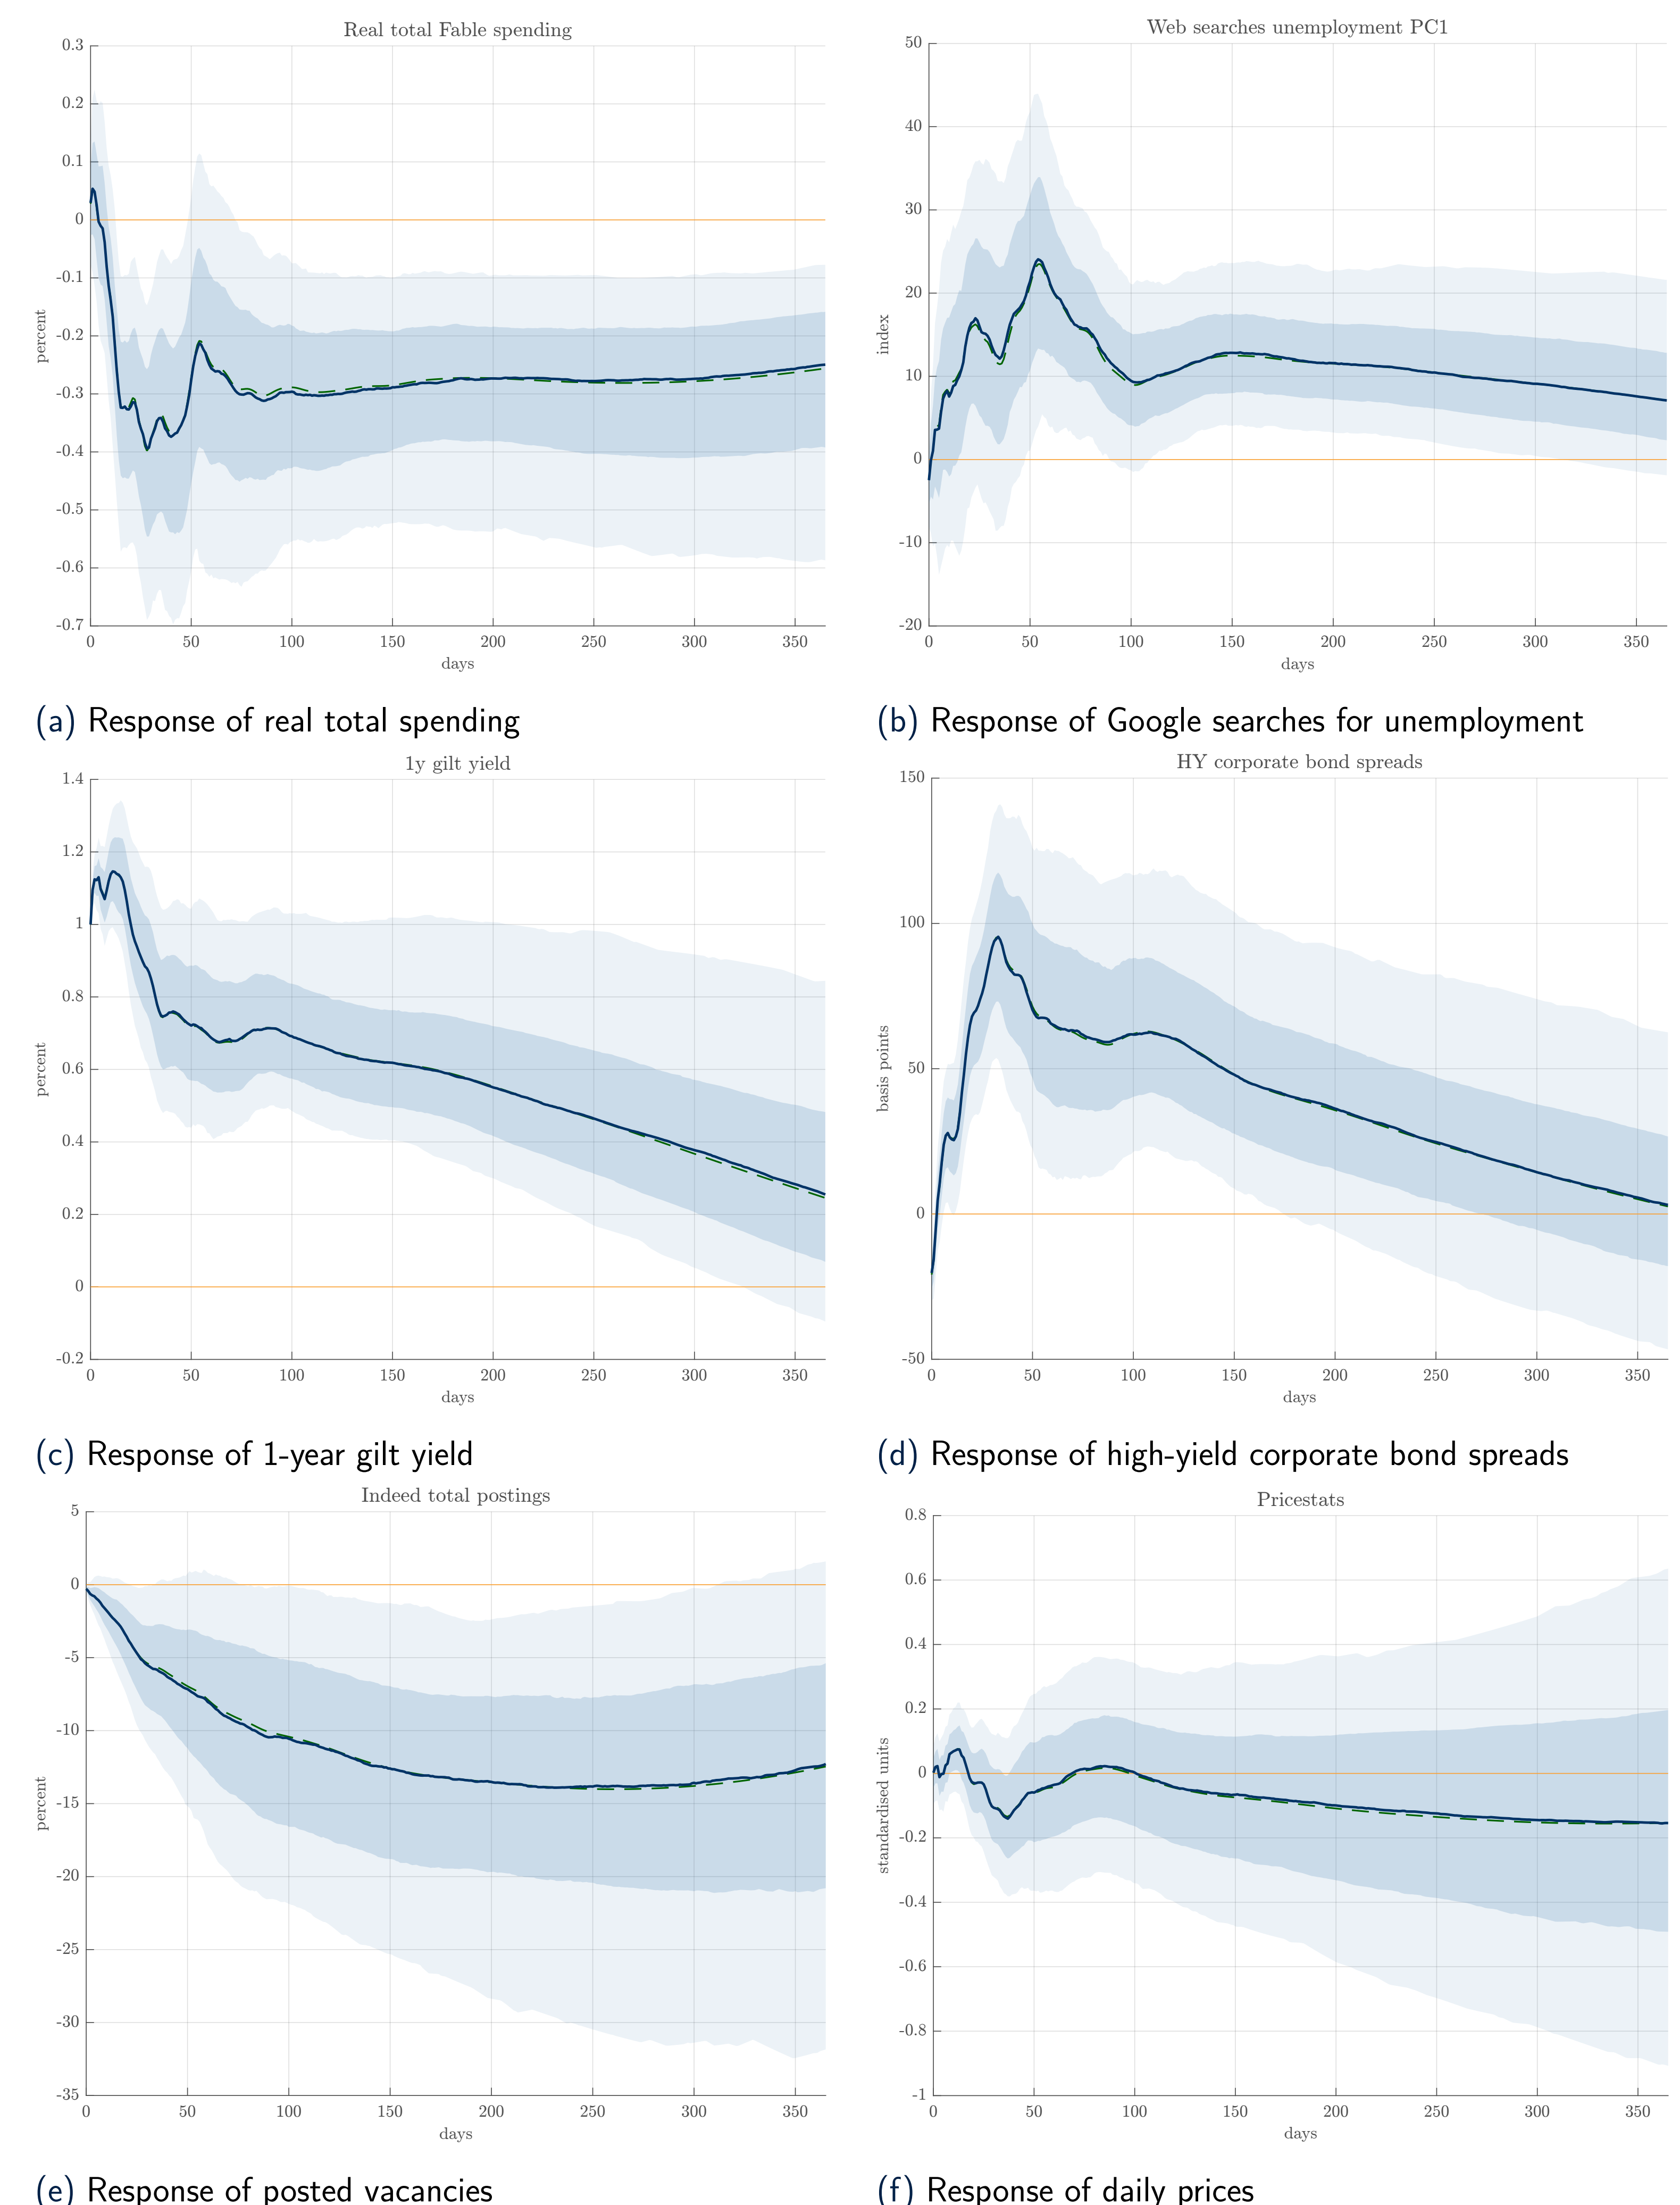 Real total Fable spending
0.3
0.2
0.1
0
-0.1
-0.2
-0.3
-0.4
-0.5
-0.6
-0.7
percent
0 50 100 150 200 250 300 350
days
(a) Response of real total spending
Web searches unemployment PC1
50
40
30
20
10
0
-10
-20
index
0 50 100 150 200 250 300 350
days
(b) Response of Google searches for unemployment
1y gilt yield
1.4
1.2
1
0.8
0.6
0.4
0.2
0
-0.2
percent
0 50 100 150 200 250 300 350
days
(c) Response of 1-year gilt yield
HY corporate bond spreads
150
100
50
0
-50
basis points
0 50 100 150 200 250 300 350
days
(d) Response of high-yield corporate bond spreads
Indeed total postings
5
0
-5
-10
-15
-20
-25
-30
-35
percent
0 50 100 150 200 250 300 350
days
(e) Response of posted vacancies
Pricestats
0.8
0.6
0.4
0.2
0
-0.2
-0.4
-0.6
-0.8
-1
standardised units
0 50 100 150 200 250 300 350
days
(f) Response of daily prices